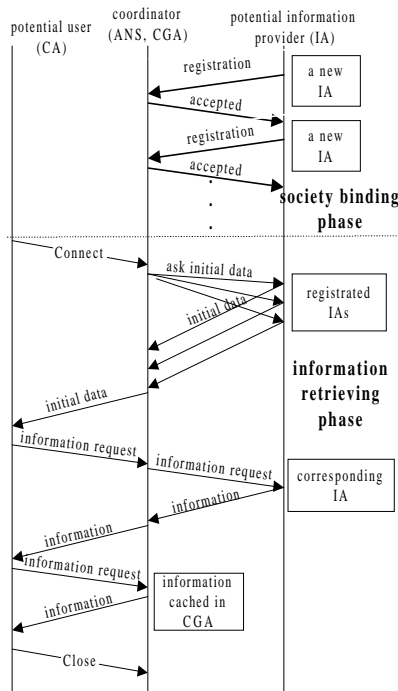 potential user
(CA)
coordinator
(ANS, CGA)
potential information
provider (IA)
registration
a new
IA
accepted
registration
a new
IA
accepted
society binding
phase
Connect
ask initial data
initial data
registrated
IAs
information
retrieving
phase
initial data
information request
information request
corresponding
IA
information
information
information request
information
cached in
CGA
information
Close